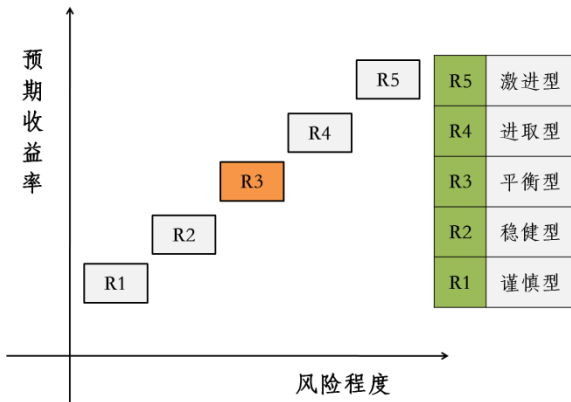 预期收益率
R5
R4
R3
R2
R1
风险程度
R5 激进型
R4 进取型
R3 平衡型
R2 稳健型
R1 谨慎型